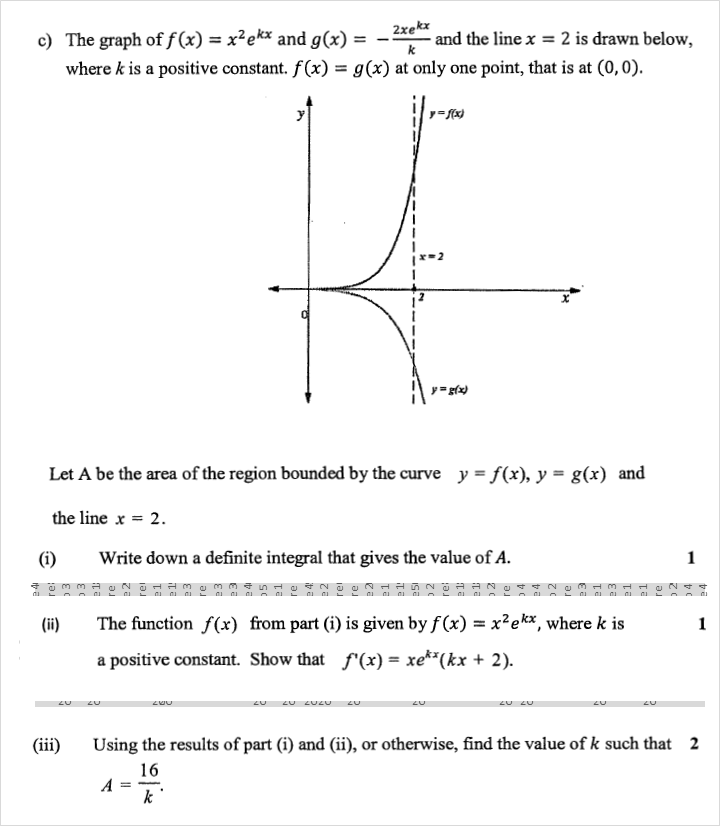 c) The graph of f(x) = x²e^{kx} and g(x) = − \frac{2xe^{kx}}{k} and the line x = 2 is drawn below,
where k is a positive constant. f(x) = g(x) at only one point, that is at (0, 0).
y
y = f(x)
x = 2
2
x
0
y = g(x)
Let A be the area of the region bounded by the curve y = f(x), y = g(x) and
the line x = 2.
(i) Write down a definite integral that gives the value of A. 1
(ii) The function f(x) from part (i) is given by f(x) = x²e^{kx}, where k is 1
a positive constant. Show that f'(x) = xe^{kx}(kx + 2).
(iii) Using the results of part (i) and (ii), or otherwise, find the value of k such that 2
A = \frac{16}{k}.